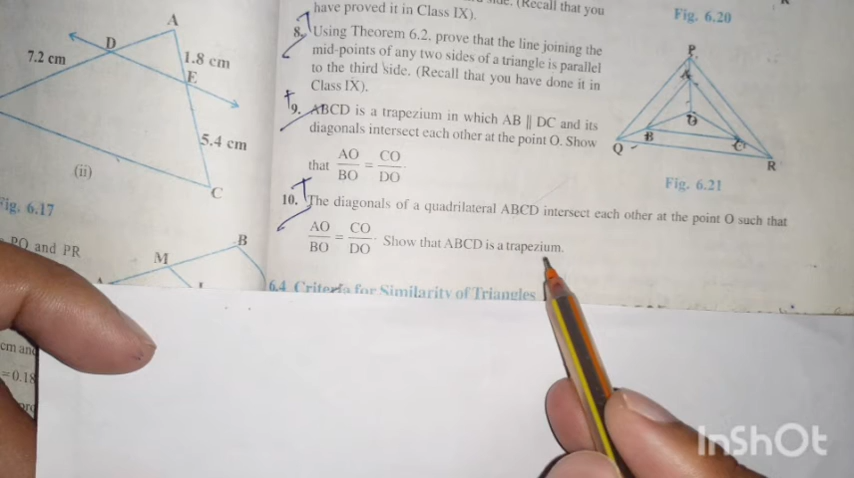 have proved it in Class IX).
(Recall that you
8. Using Theorem 6.2, prove that the line joining the
mid-points of any two sides of a triangle is parallel
to the third side. (Recall that you have done it in
Class IX).
9. ABCD is a trapezium in which AB || DC and its
diagonals intersect each other at the point O. Show
that AO/BO = CO/DO.
10. The diagonals of a quadrilateral ABCD intersect each other at the point O such that
AO/BO = CO/DO. Show that ABCD is a trapezium.
6.4 Criteria for Similarity of Triangles
A
D
7.2 cm
1.8 cm
E
5.4 cm
(ii)
C
Fig. 6.17
PQ and PR
B
M
cm and
=0.18
Fig. 6.20
P
A
O
B
C
Q
R
Fig. 6.21
InShOt